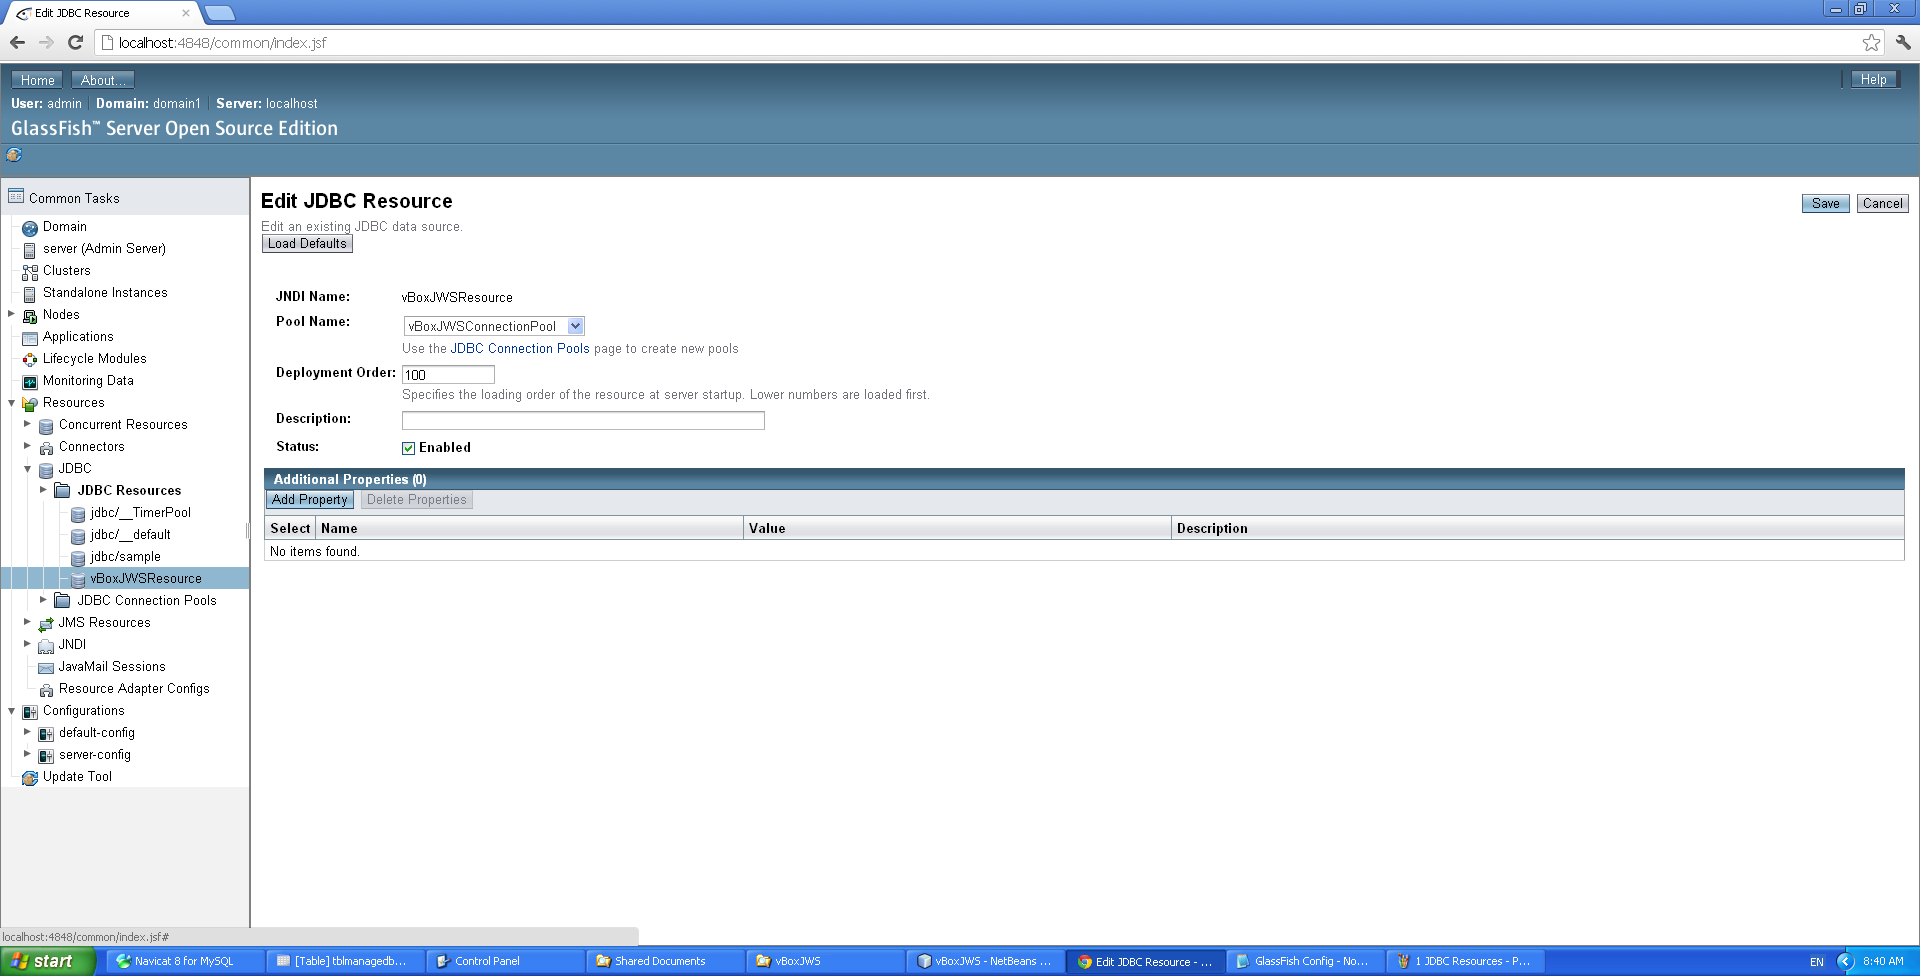 Edit JDBC Resource
localhost:4848/common/index.jsf
Home About... Help
User: admin Domain: domain1 Server: localhost
GlassFish™ Server Open Source Edition
Common Tasks
Domain
server (Admin Server)
Clusters
Standalone Instances
Nodes
Applications
Lifecycle Modules
Monitoring Data
Resources
Concurrent Resources
Connectors
JDBC
JDBC Resources
jdbc/__TimerPool
jdbc/__default
jdbc/sample
vBoxJWSResource
JDBC Connection Pools
JMS Resources
JNDI
JavaMail Sessions
Resource Adapter Configs
Configurations
default-config
server-config
Update Tool
Edit JDBC Resource
Save Cancel
Edit an existing JDBC data source.
Load Defaults
JNDI Name: vBoxJWSResource
Pool Name: vBoxJWSConnectionPool
Use the JDBC Connection Pools page to create new pools
Deployment Order: 100
Specifies the loading order of the resource at server startup. Lower numbers are loaded first.
Description:
Status: Enabled
Additional Properties (0)
Add Property Delete Properties
Select Name Value Description
No items found.
localhost:4848/common/index.jsf#
start Navicat 8 for MySQL [Table] tblmanagedb... Control Panel Shared Documents vBoxJWS vBoxJWS - NetBeans ... Edit JDBC Resource - ... GlassFish Config - No... 1 JDBC Resources - P... EN 8:40 AM